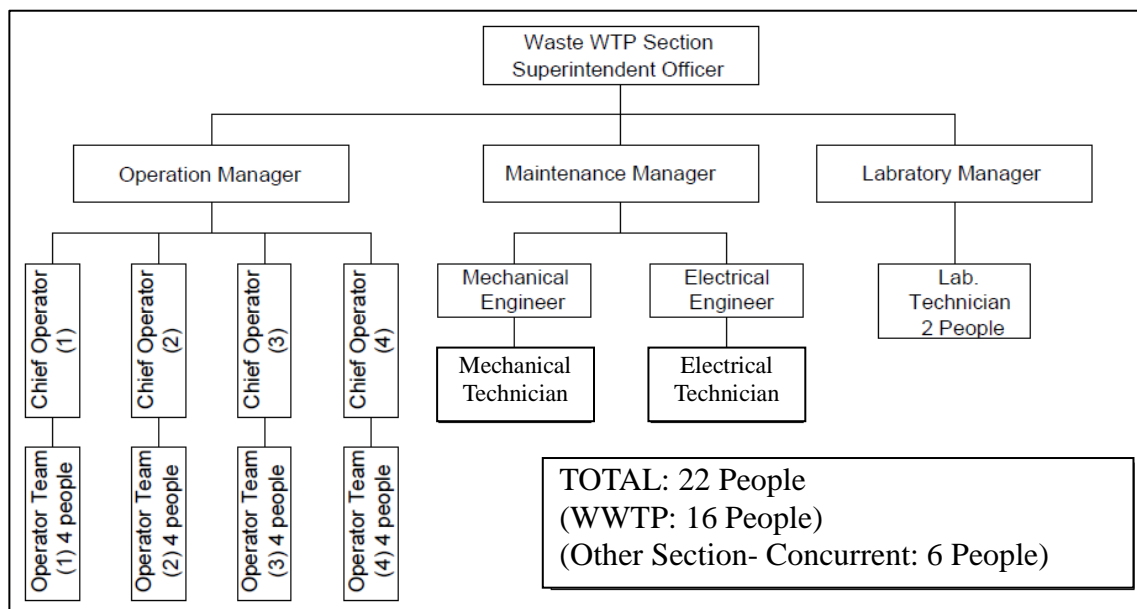 Waste WTP Section
Superintendent Officer
Operation Manager
Maintenance Manager
Labratory Manager
Chief Operator
(1)
Chief Operator
(2)
Chief Operator
(3)
Chief Operator
(4)
Mechanical
Engineer
Electrical
Engineer
Lab.
Technician
2 People
Mechanical
Technician
Electrical
Technician
Operator Team
(1) 4 people
Operator Team
(2) 4 people
Operator Team
(3) 4 people
Operator Team
(4) 4 people
TOTAL: 22 People
(WWTP: 16 People)
(Other Section- Concurrent: 6 People)